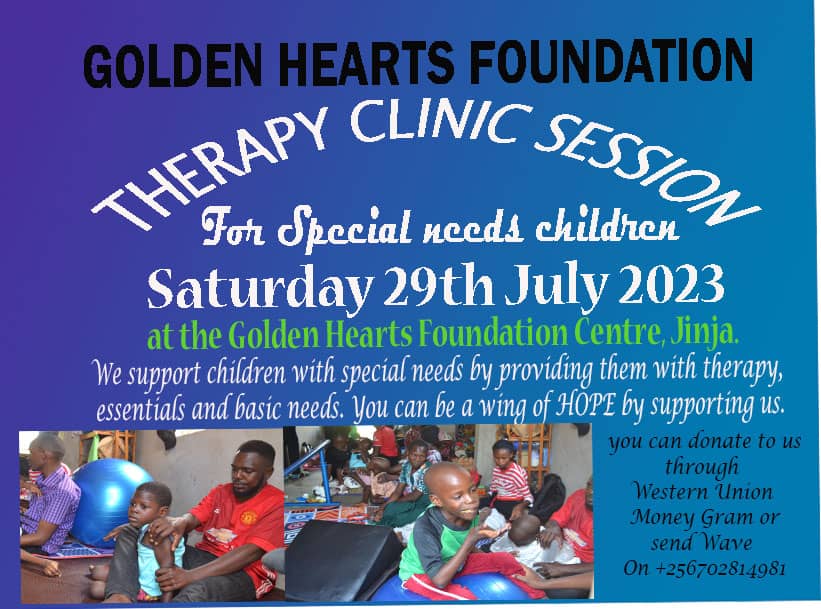 GOLDEN HEARTS FOUNDATION
THERAPY CLINIC SESSION
For Special needs children
Saturday 29th July 2023
at the Golden Hearts Foundation Centre, Jinja.
We support children with special needs by providing them with therapy,
essentials and basic needs. You can be a wing of HOPE by supporting us.
you can donate to us
through
Western Union
Money Gram or
send Wave
On +256702814981